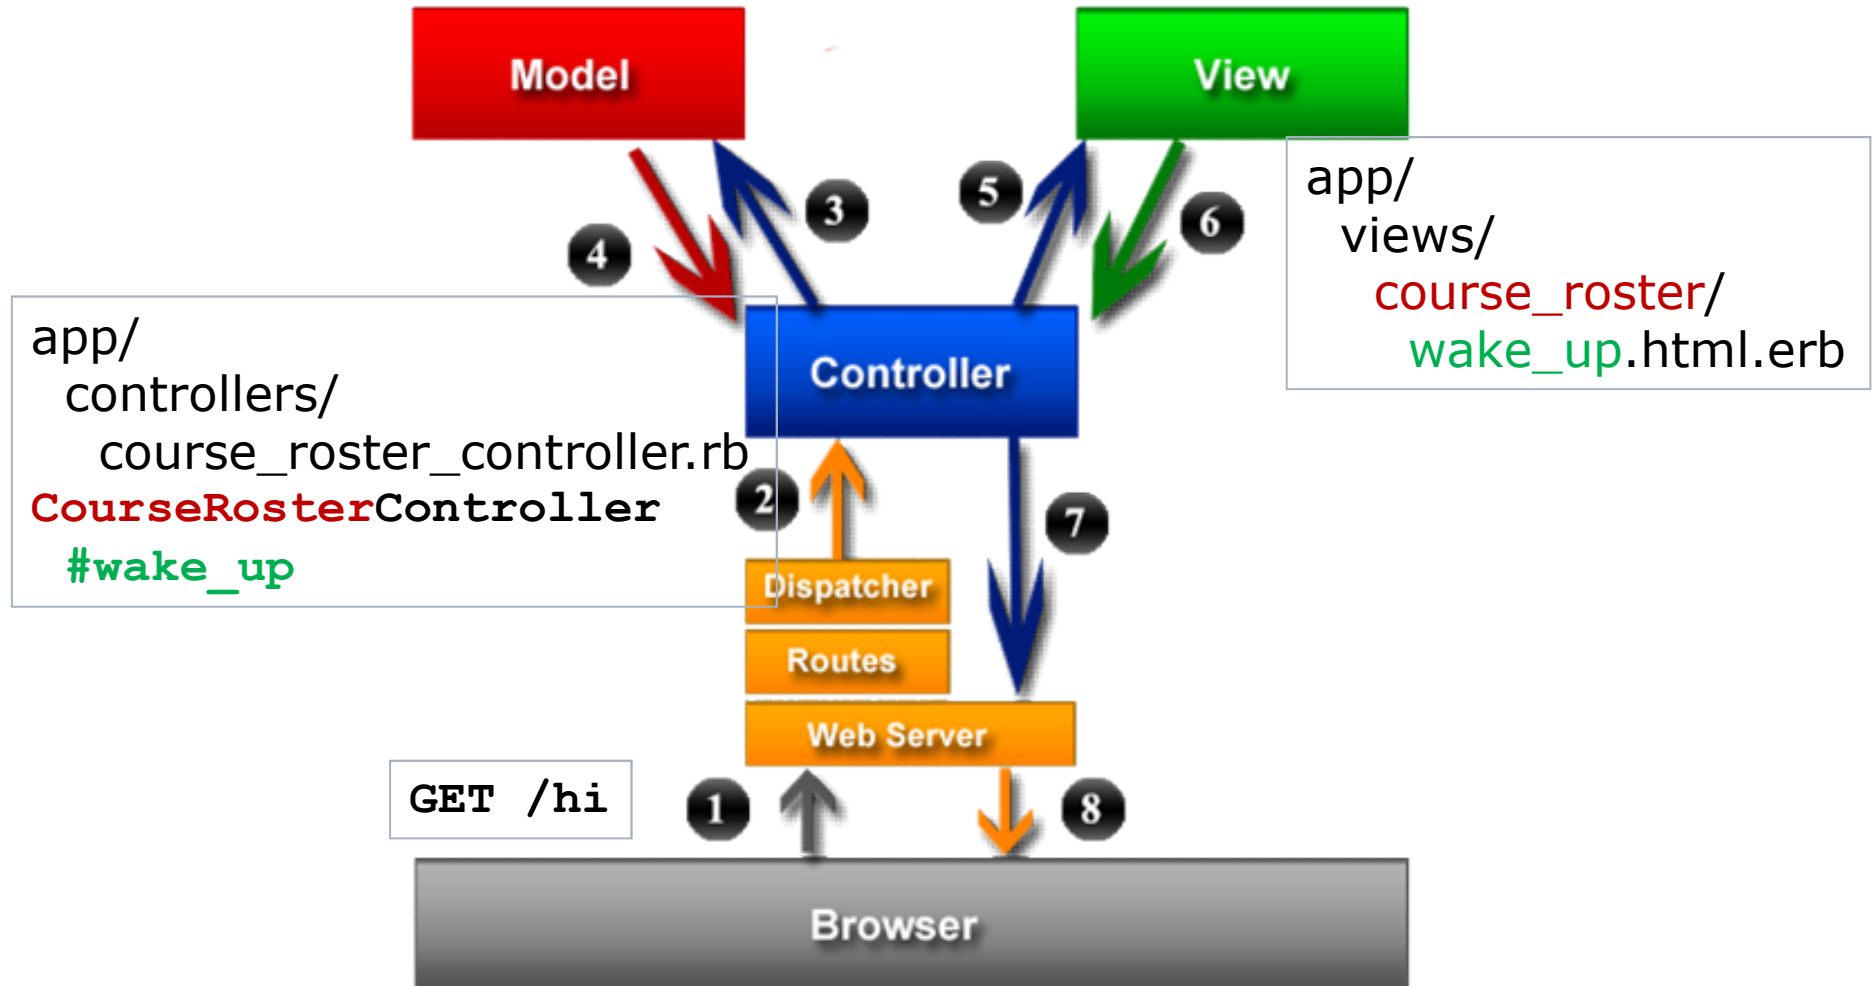 Model
View
3
5
4
6
app/
views/
course_roster/
wake_up.html.erb
app/
controllers/
course_roster_controller.rb
CourseRosterController
#wake_up
Controller
2
7
Dispatcher
Routes
Web Server
GET /hi
1
8
Browser